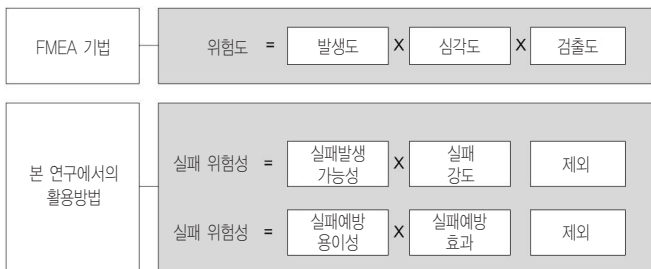 FMEA 기법
위험도 = 발생도 X 심각도 X 검출도
본 연구에서의
활용방법
실패 위험성 = 실패발생
가능성 X 실패
강도 제외
실패 위험성 = 실패예방
용이성 X 실패예방
효과 제외